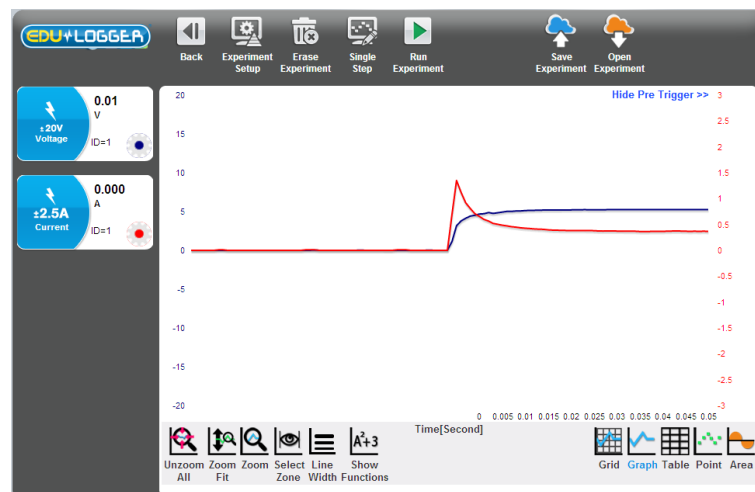 EDU LOGGER
Back
Experiment Setup
Erase Experiment
Single Step
Run Experiment
Save Experiment
Open Experiment
0.01
V
±20V
Voltage
ID=1
0.000
A
±2.5A
Current
ID=1
Hide Pre Trigger >>
20
15
10
5
0
-5
-10
-15
-20
3
2.5
2
1.5
1
0.5
0
-0.5
-1
-1.5
-2
-2.5
-3
0 0.005 0.01 0.015 0.02 0.025 0.03 0.035 0.04 0.045 0.05
Time[Second]
A²+3
Unzoom All
Zoom Fit
Zoom
Select Zone
Line Width
Show Functions
Grid
Graph
Table
Point
Area